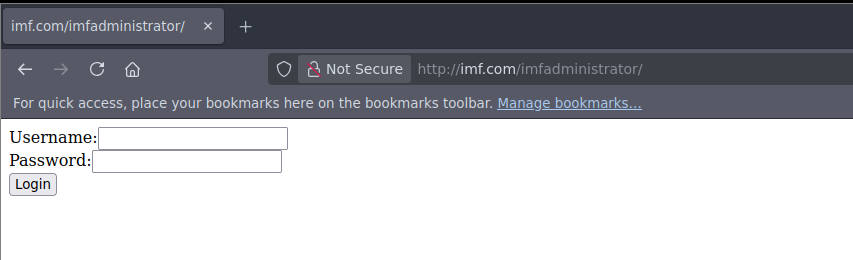 imf.com/imfadministrator/
Not Secure http://imf.com/imfadministrator/
For quick access, place your bookmarks here on the bookmarks toolbar. Manage bookmarks...
Username:
Password:
Login